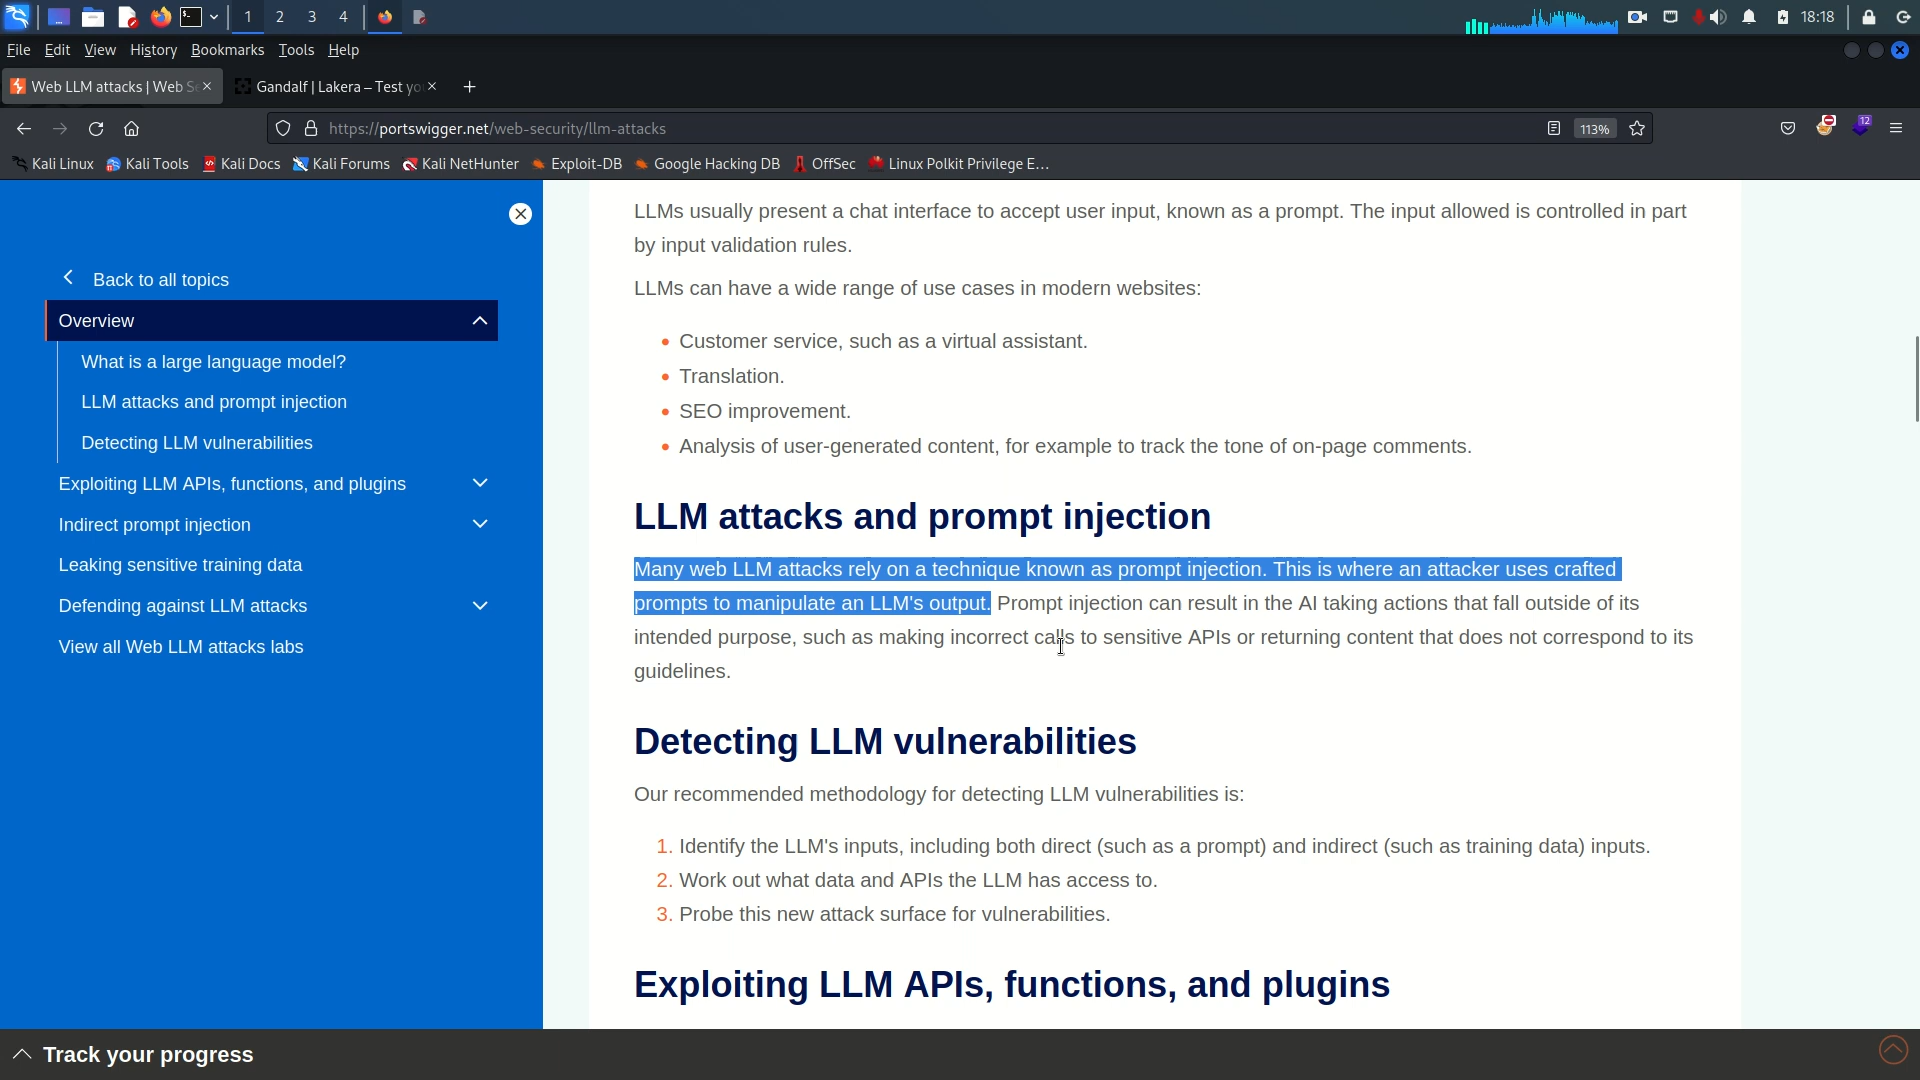 1 2 3 4 18:18
File Edit View History Bookmarks Tools Help
Web LLM attacks | Web Se Gandalf | Lakera – Test yo
https://portswigger.net/web-security/llm-attacks 113% 12
Kali Linux Kali Tools Kali Docs Kali Forums Kali NetHunter Exploit-DB Google Hacking DB OffSec Linux Polkit Privilege E...
Back to all topics
Overview
What is a large language model?
LLM attacks and prompt injection
Detecting LLM vulnerabilities
Exploiting LLM APIs, functions, and plugins
Indirect prompt injection
Leaking sensitive training data
Defending against LLM attacks
View all Web LLM attacks labs
LLMs usually present a chat interface to accept user input, known as a prompt. The input allowed is controlled in part
by input validation rules.
LLMs can have a wide range of use cases in modern websites:
• Customer service, such as a virtual assistant.
• Translation.
• SEO improvement.
• Analysis of user-generated content, for example to track the tone of on-page comments.
LLM attacks and prompt injection
Many web LLM attacks rely on a technique known as prompt injection. This is where an attacker uses crafted
prompts to manipulate an LLM's output. Prompt injection can result in the AI taking actions that fall outside of its
intended purpose, such as making incorrect calls to sensitive APIs or returning content that does not correspond to its
guidelines.
Detecting LLM vulnerabilities
Our recommended methodology for detecting LLM vulnerabilities is:
1. Identify the LLM's inputs, including both direct (such as a prompt) and indirect (such as training data) inputs.
2. Work out what data and APIs the LLM has access to.
3. Probe this new attack surface for vulnerabilities.
Exploiting LLM APIs, functions, and plugins
Track your progress